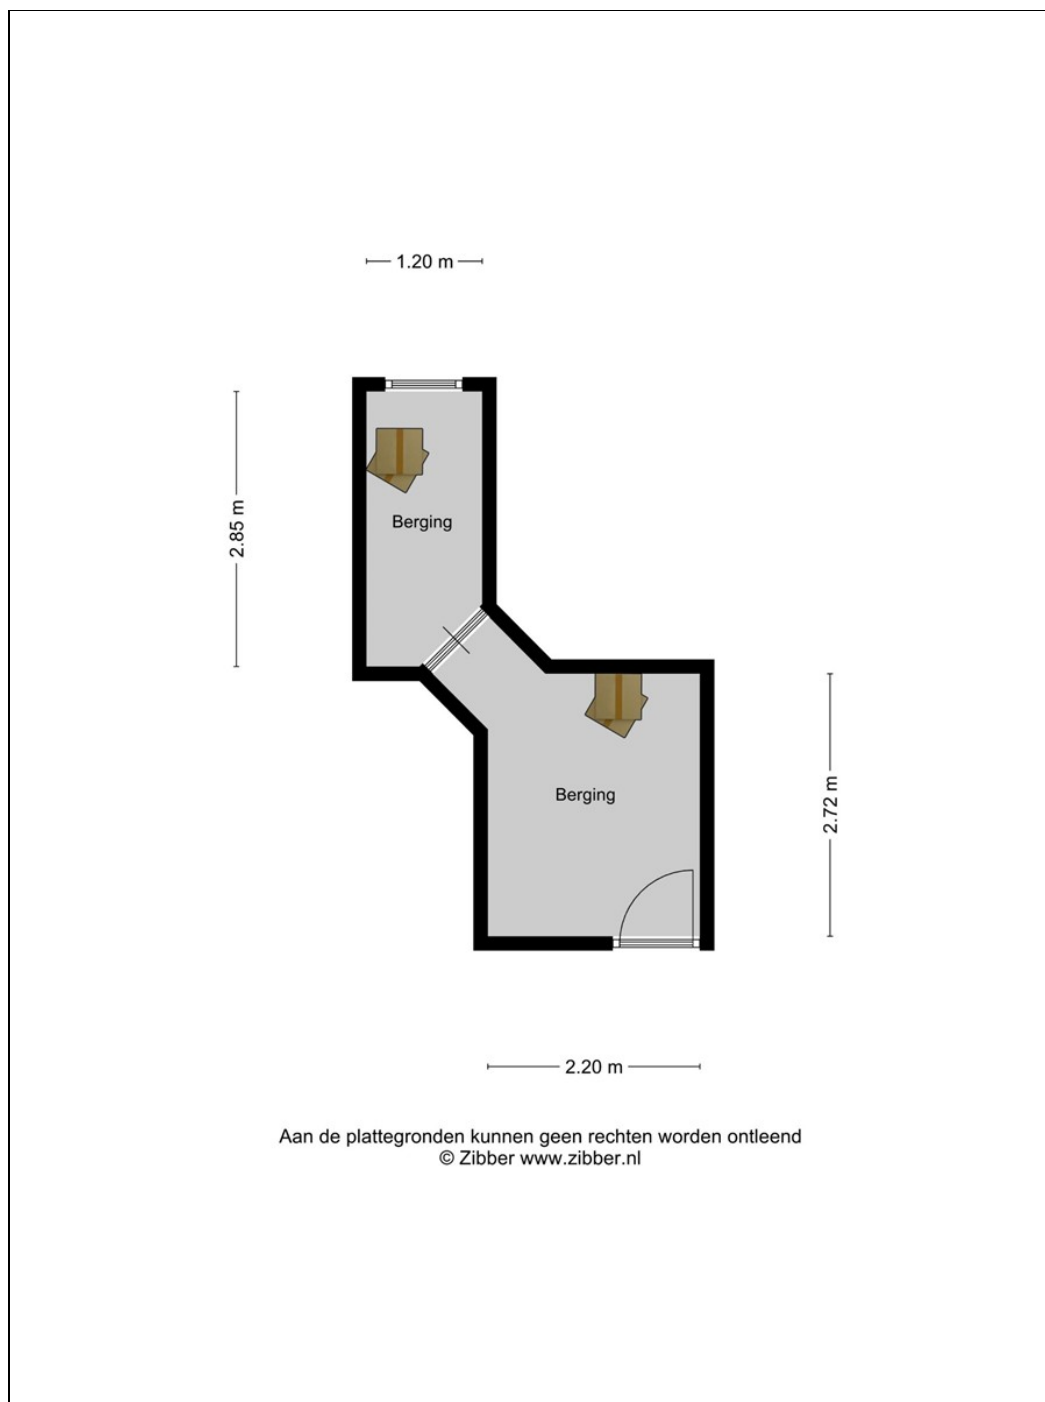 1.20 m
Berging
2.85 m
Berging
2.72 m
2.20 m
Aan de plattegronden kunnen geen rechten worden ontleend
© Zibber www.zibber.nl